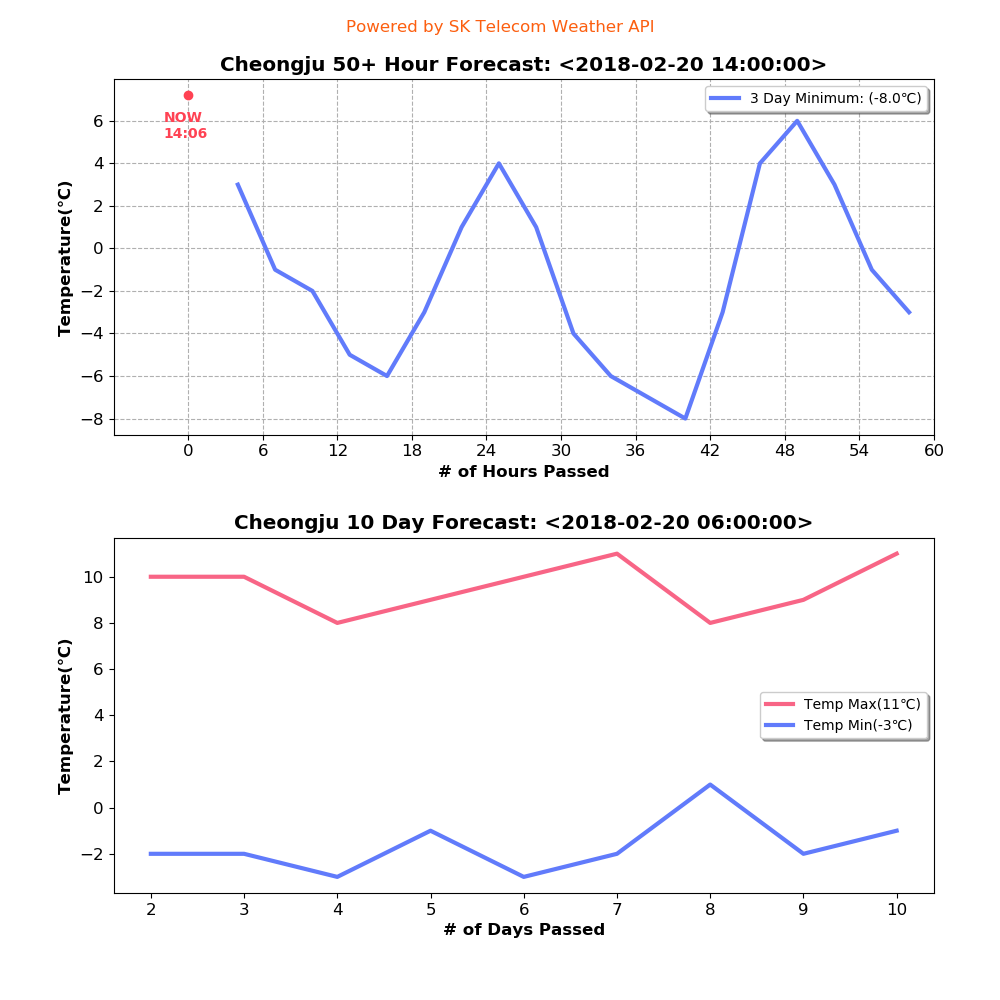 Powered by SK Telecom Weather API
Cheongju 50+ Hour Forecast: <2018-02-20 14:00:00>
3 Day Minimum: (-8.0℃)
NOW
14:06
Temperature(℃)
6
4
2
0
−2
−4
−6
−8
0 6 12 18 24 30 36 42 48 54 60
# of Hours Passed
Cheongju 10 Day Forecast: <2018-02-20 06:00:00>
Temperature(℃)
10
8
6
4
2
0
−2
Temp Max(11℃)
Temp Min(-3℃)
2 3 4 5 6 7 8 9 10
# of Days Passed